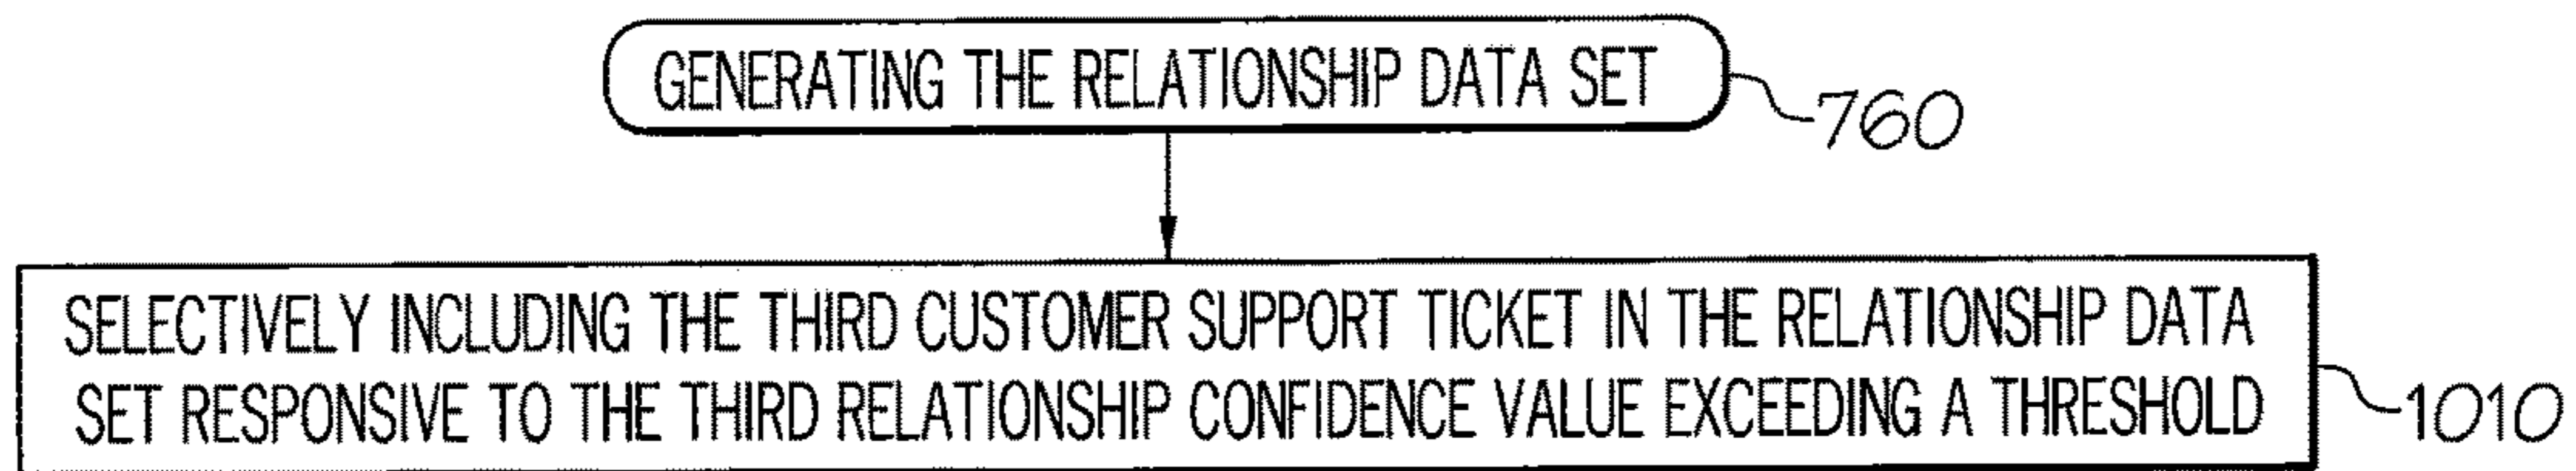 GENERATING THE RELATIONSHIP DATA SET
760
SELECTIVELY INCLUDING THE THIRD CUSTOMER SUPPORT TICKET IN THE RELATIONSHIP DATA
SET RESPONSIVE TO THE THIRD RELATIONSHIP CONFIDENCE VALUE EXCEEDING A THRESHOLD
1010